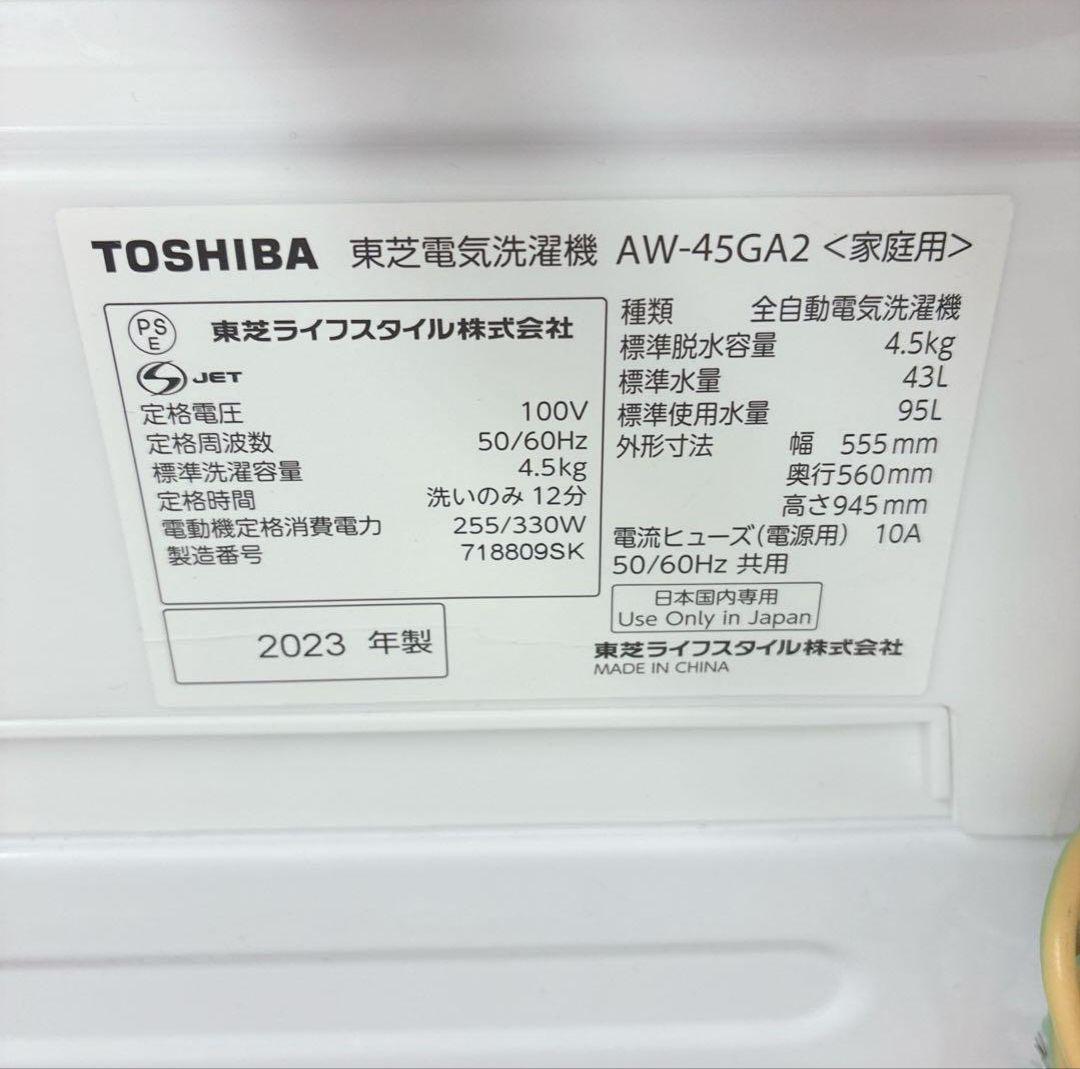 TOSHIBA 東芝電気洗濯機 AW-45GA2 <家庭用>
PSE 東芝ライフスタイル株式会社
JET
定格電圧 100V
定格周波数 50/60Hz
標準洗濯容量 4.5kg
定格時間 洗いのみ 12分
電動機定格消費電力 255/330W
製造番号 718809SK
2023 年製
種類 全自動電気洗濯機
標準脱水容量 4.5kg
標準水量 43L
標準使用水量 95L
外形寸法 幅 555mm
奥行560mm
高さ945mm
電流ヒューズ(電源用) 10A
50/60Hz 共用
日本国内専用
Use Only in Japan
東芝ライフスタイル株式会社
MADE IN CHINA